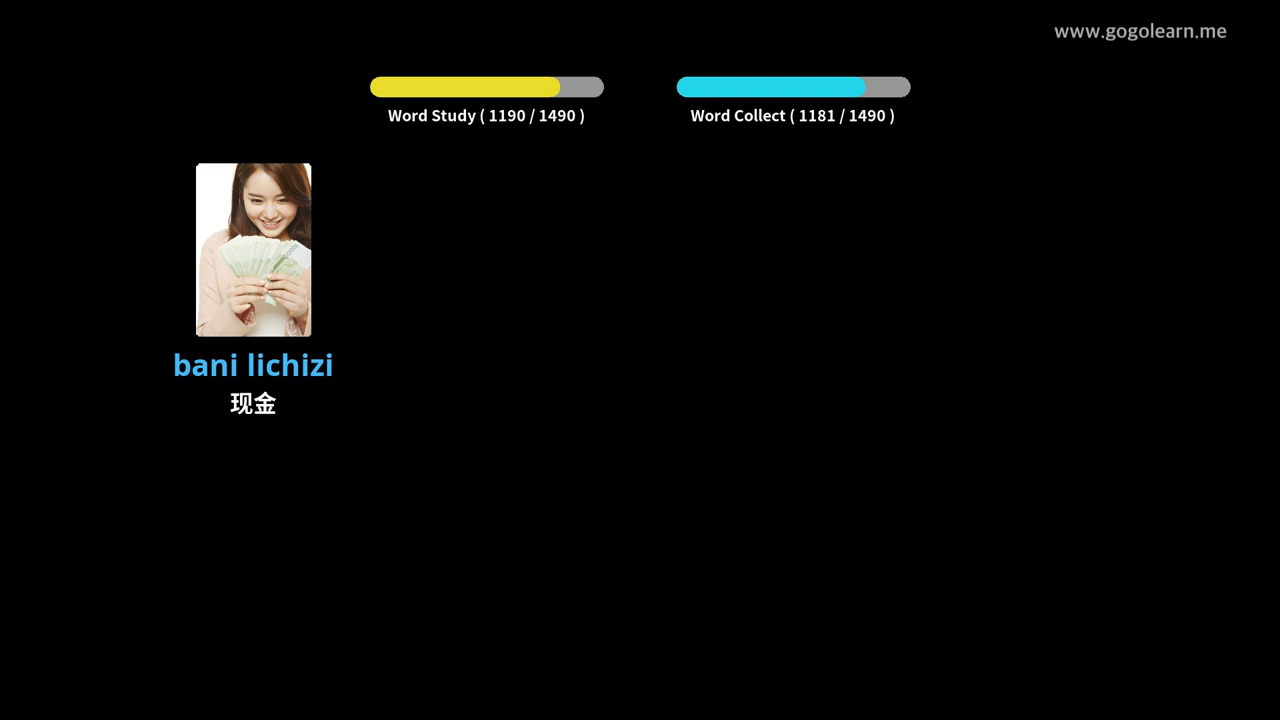 www.gogolearn.me
Word Study ( 1190 / 1490 )
Word Collect ( 1181 / 1490 )
bani lichizi
现金